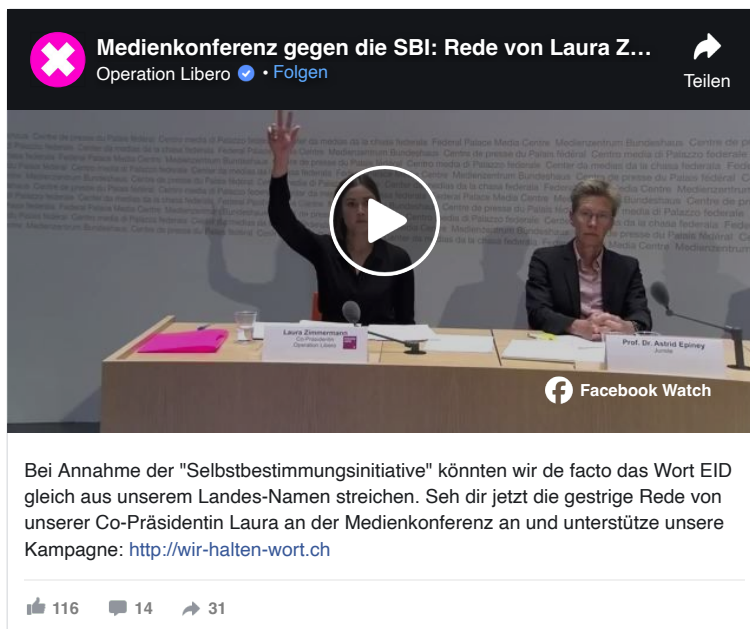 Medienkonferenz gegen die SBI: Rede von Laura Z…
Operation Libero • Folgen
Teilen
Laura Zimmermann
Co-Präsidentin
Operation Libero
Prof. Dr. Astrid Epiney
Juristin
Facebook Watch
Bei Annahme der "Selbstbestimmungsinitiative" könnten wir de facto das Wort EID
gleich aus unserem Landes-Namen streichen. Seh dir jetzt die gestrige Rede von
unserer Co-Präsidentin Laura an der Medienkonferenz an und unterstütze unsere
Kampagne: http://wir-halten-wort.ch
116 14 31